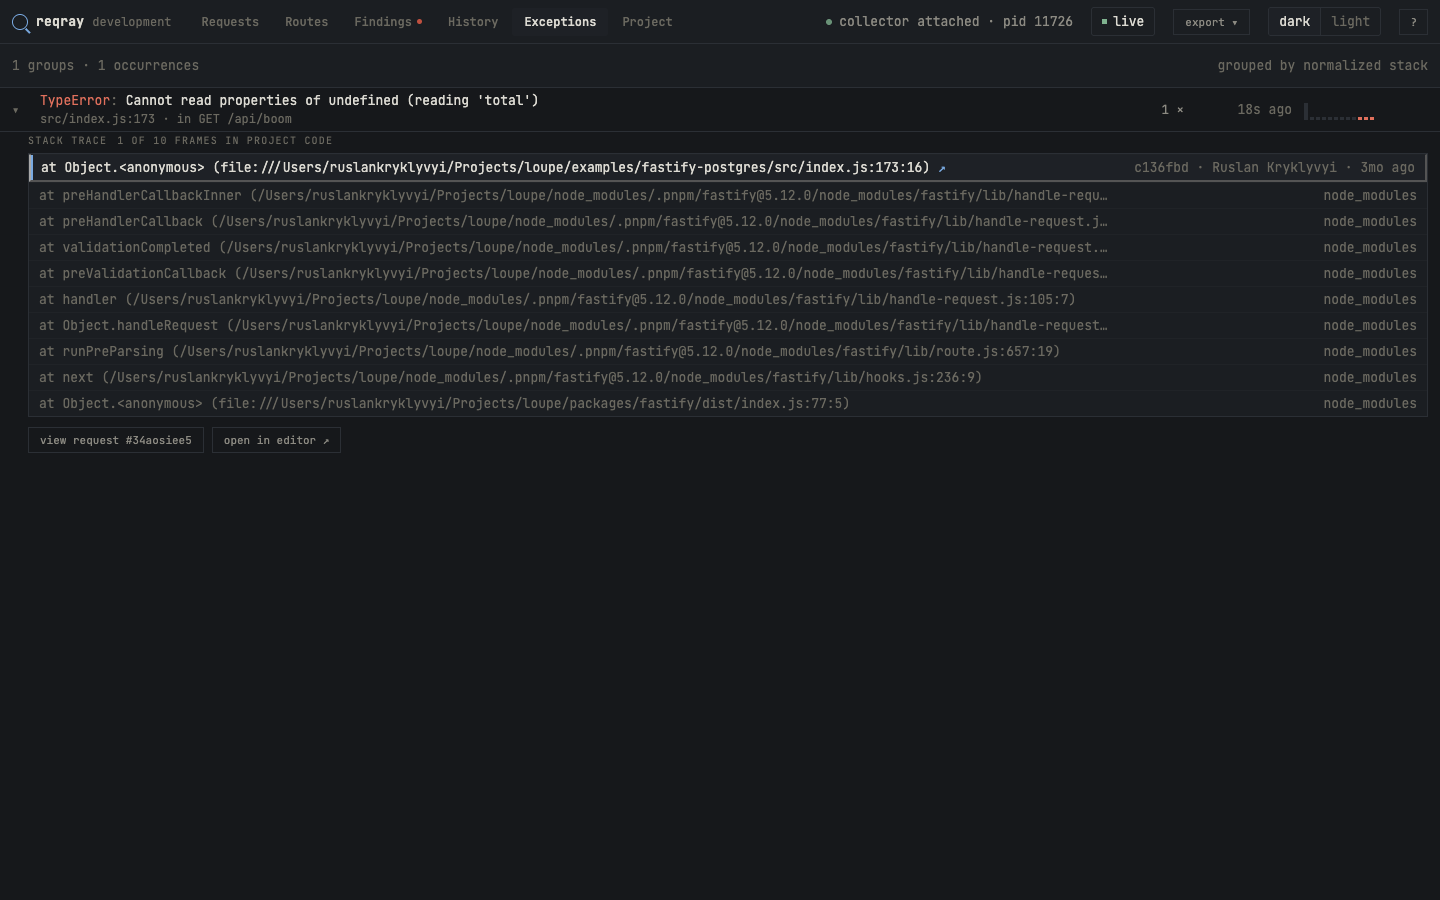 reqray development Requests Routes Findings History Exceptions Project collector attached · pid 11726 live export ▾ dark light ?
1 groups · 1 occurrences grouped by normalized stack
▾ TypeError: Cannot read properties of undefined (reading 'total') 1 × 18s ago
src/index.js:173 · in GET /api/boom
STACK TRACE 1 OF 10 FRAMES IN PROJECT CODE
at Object.<anonymous> (file:///Users/ruslankryklyvyi/Projects/loupe/examples/fastify-postgres/src/index.js:173:16) ↗ c136fbd · Ruslan Kryklyvyi · 3mo ago
at preHandlerCallbackInner (/Users/ruslankryklyvyi/Projects/loupe/node_modules/.pnpm/fastify@5.12.0/node_modules/fastify/lib/handle-requ… node_modules
at preHandlerCallback (/Users/ruslankryklyvyi/Projects/loupe/node_modules/.pnpm/fastify@5.12.0/node_modules/fastify/lib/handle-request.j… node_modules
at validationCompleted (/Users/ruslankryklyvyi/Projects/loupe/node_modules/.pnpm/fastify@5.12.0/node_modules/fastify/lib/handle-request.… node_modules
at preValidationCallback (/Users/ruslankryklyvyi/Projects/loupe/node_modules/.pnpm/fastify@5.12.0/node_modules/fastify/lib/handle-reques… node_modules
at handler (/Users/ruslankryklyvyi/Projects/loupe/node_modules/.pnpm/fastify@5.12.0/node_modules/fastify/lib/handle-request.js:105:7) node_modules
at Object.handleRequest (/Users/ruslankryklyvyi/Projects/loupe/node_modules/.pnpm/fastify@5.12.0/node_modules/fastify/lib/handle-request… node_modules
at runPreParsing (/Users/ruslankryklyvyi/Projects/loupe/node_modules/.pnpm/fastify@5.12.0/node_modules/fastify/lib/route.js:657:19) node_modules
at next (/Users/ruslankryklyvyi/Projects/loupe/node_modules/.pnpm/fastify@5.12.0/node_modules/fastify/lib/hooks.js:236:9) node_modules
at Object.<anonymous> (file:///Users/ruslankryklyvyi/Projects/loupe/packages/fastify/dist/index.js:77:5) node_modules
view request #34aosiee5 open in editor ↗